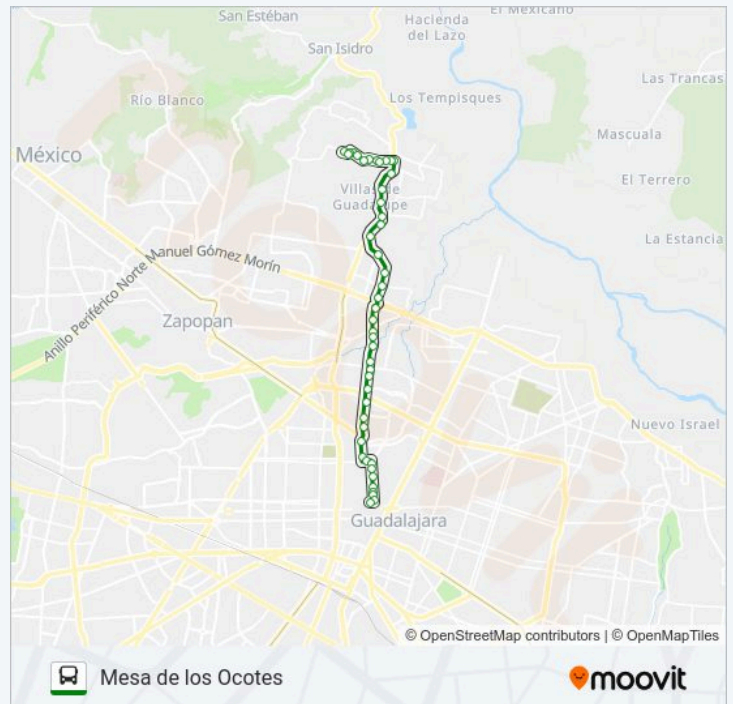 San Esteban
El Mexicano
Hacienda
del Lazo
San Isidro
Las Trancas
Río Blanco
Los Tempisques
Mascuala
México
El Terrero
Villas de
Guadalupe
La Estancia
Anillo Periférico Norte Manuel Gómez Morín
Zapopan
Nuevo Israel
Guadalajara
© OpenStreetMap contributors | © OpenMapTiles
Mesa de los Ocotes
moovit